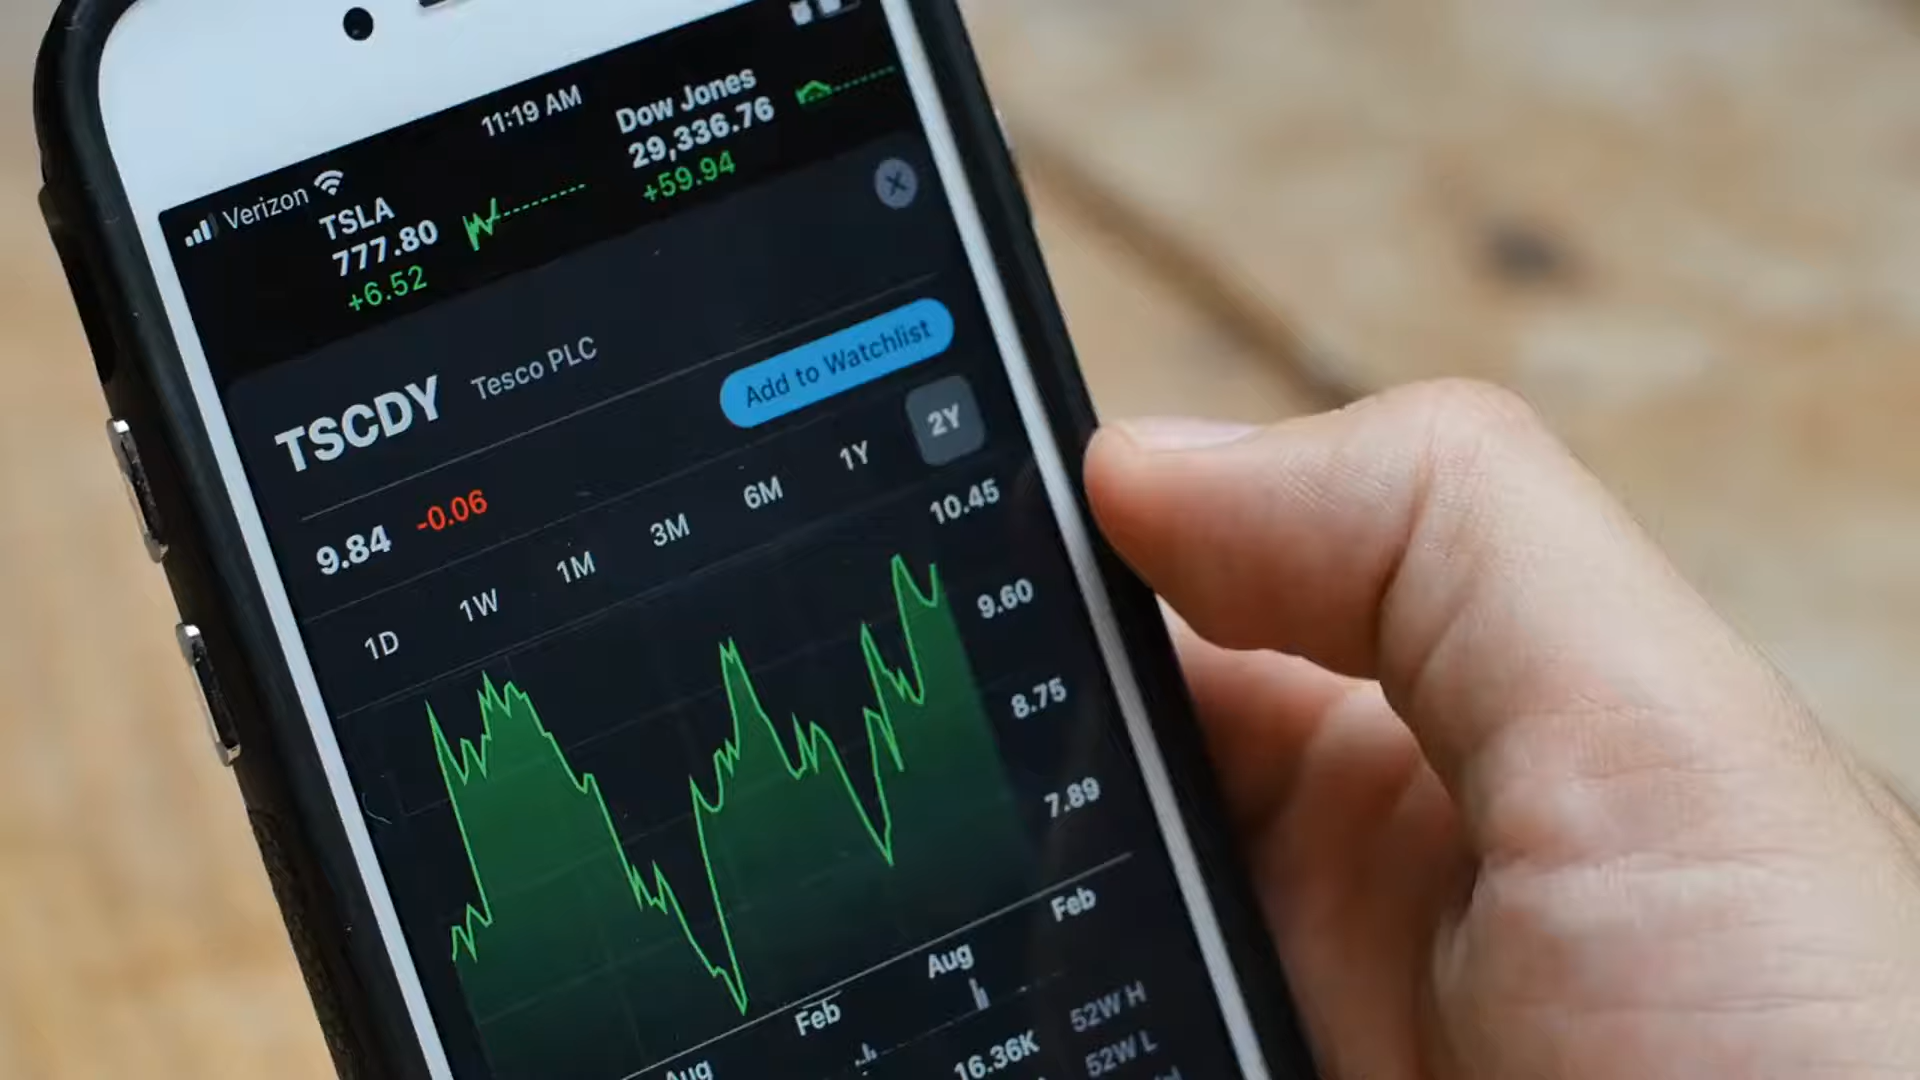 Verizon
11:19 AM
TSLA
777.80
+6.52
Dow Jones
29,336.76
+59.94
TSCDY Tesco PLC
Add to Watchlist
9.84 -0.06
1D 1W 1M 3M 6M 1Y 2Y
10.45
9.60
8.75
7.89
Aug Feb Aug Feb
16.36K 52W H
52W L